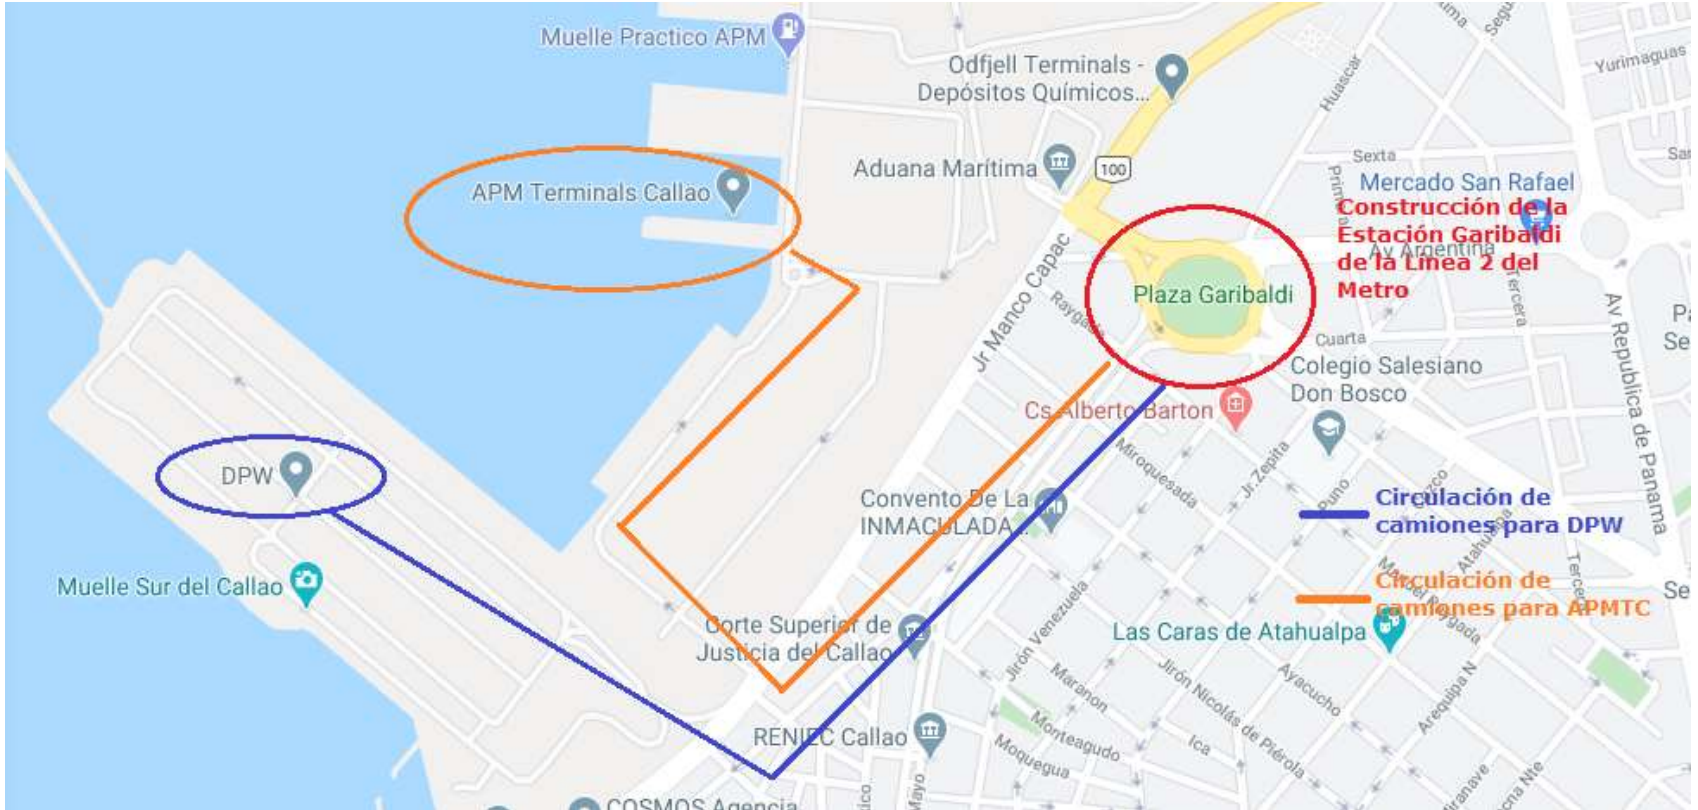 Muelle Practico APM
Odfjell Terminals -
Depósitos Químicos...
Aduana Marítima
100
APM Terminals Callao
Huascar
Yurimaguas
Sexta
Mercado San Rafael
Construcción de la
Estación Garibaldi
de la Línea 2 del
Metro
Av Argentina
Tercera
Plaza Garibaldi
Jr Manco Capac
Raygada
Cuarta
Av Republica de Panama
Colegio Salesiano
Don Bosco
Cs. Alberto Barton
Miroquesada
Jr.Zepita
Puno
Cuzco
Atahualpa
DPW
Convento De La
INMACULADA...
Circulación de
camiones para DPW
Muelle Sur del Callao
Circulación de
camiones para APMTC
Corte Superior de
Justicia del Callao
Jirón Venezuela
Las Caras de Atahualpa
Maranon
Jirón Nicolás de Piérola
Ayacucho
Arequipa N
RENIEC Callao
Monteagudo
Moquegua
Ica
COSMOS Agencia